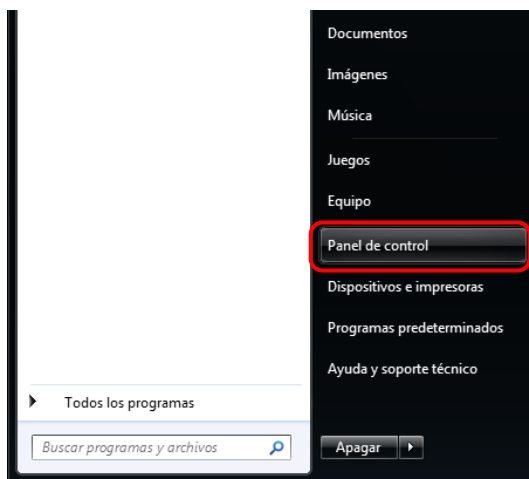 Documentos
Imágenes
Música
Juegos
Equipo
Panel de control
Dispositivos e impresoras
Programas predeterminados
Ayuda y soporte técnico
Todos los programas
Buscar programas y archivos
Apagar